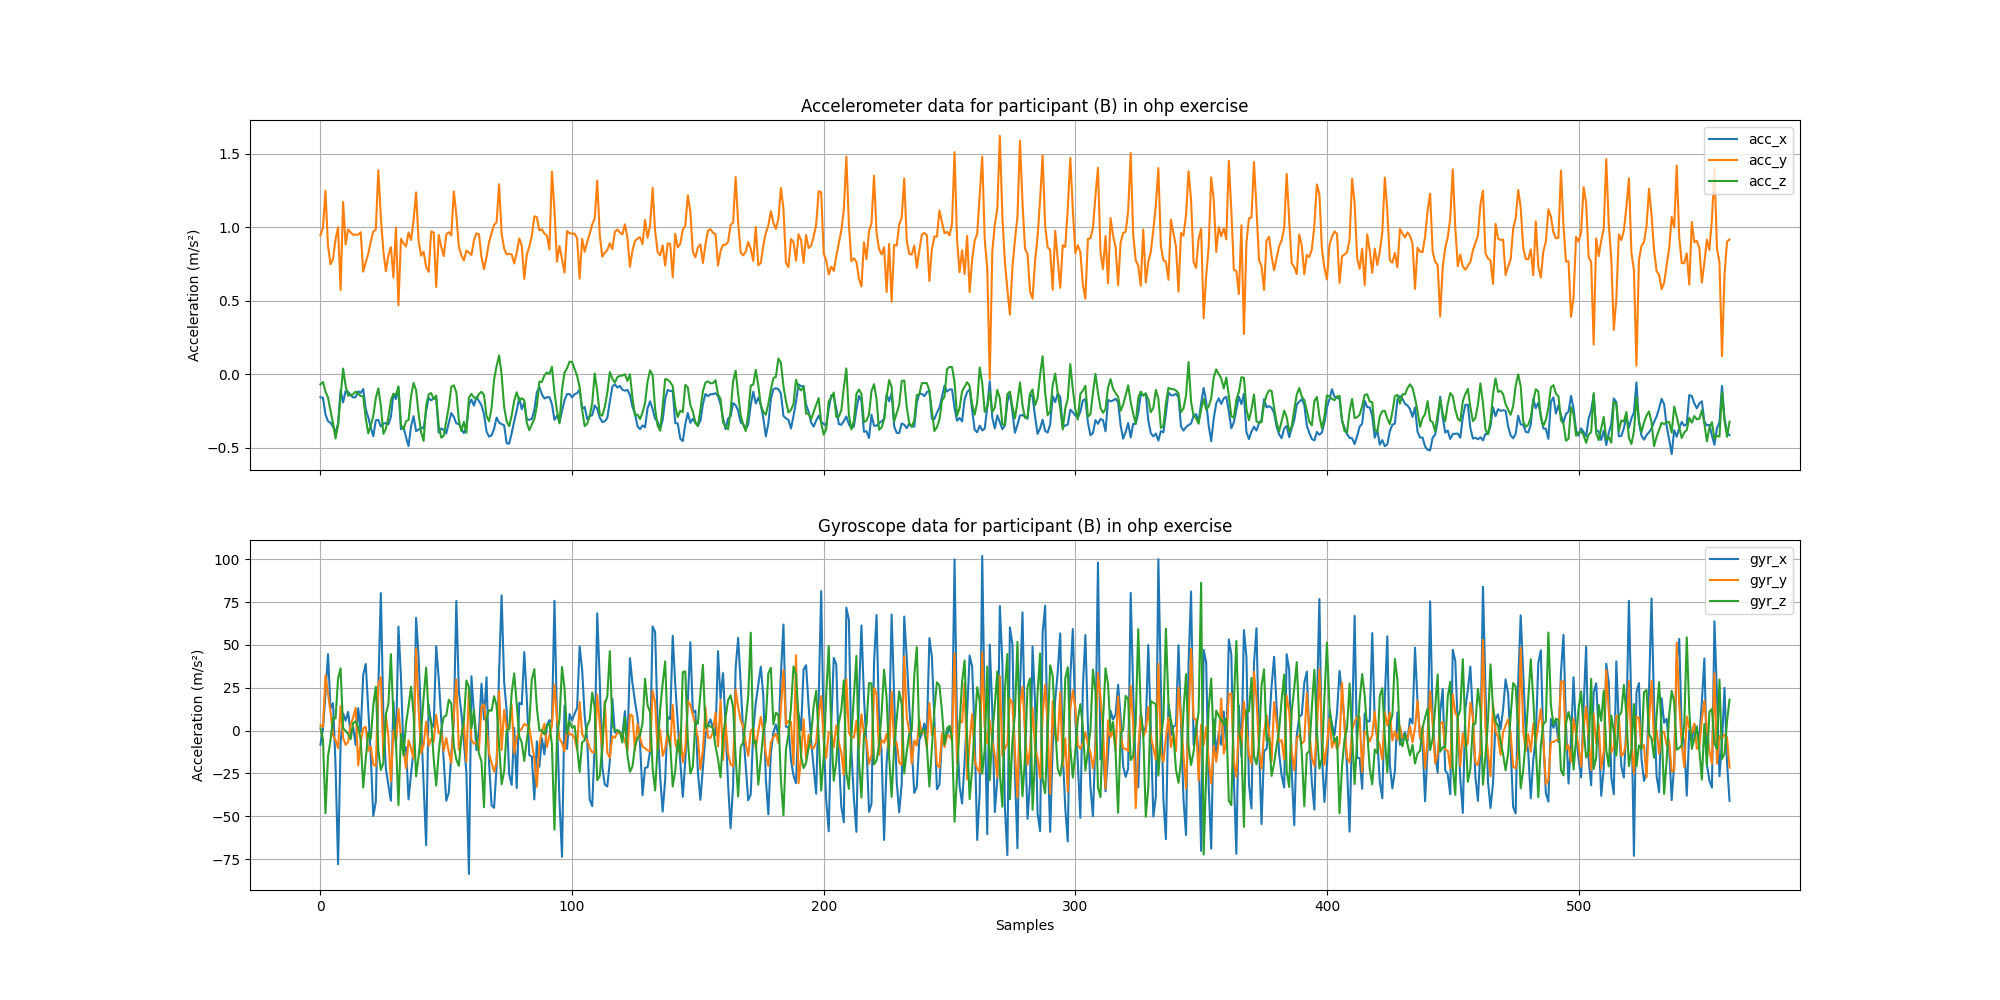 Accelerometer data for participant (B) in ohp exercise
Acceleration (m/s²)
1.5
1.0
0.5
0.0
−0.5
acc_x
acc_y
acc_z
Gyroscope data for participant (B) in ohp exercise
Acceleration (m/s²)
100
75
50
25
0
−25
−50
−75
gyr_x
gyr_y
gyr_z
0 100 200 300 400 500
Samples